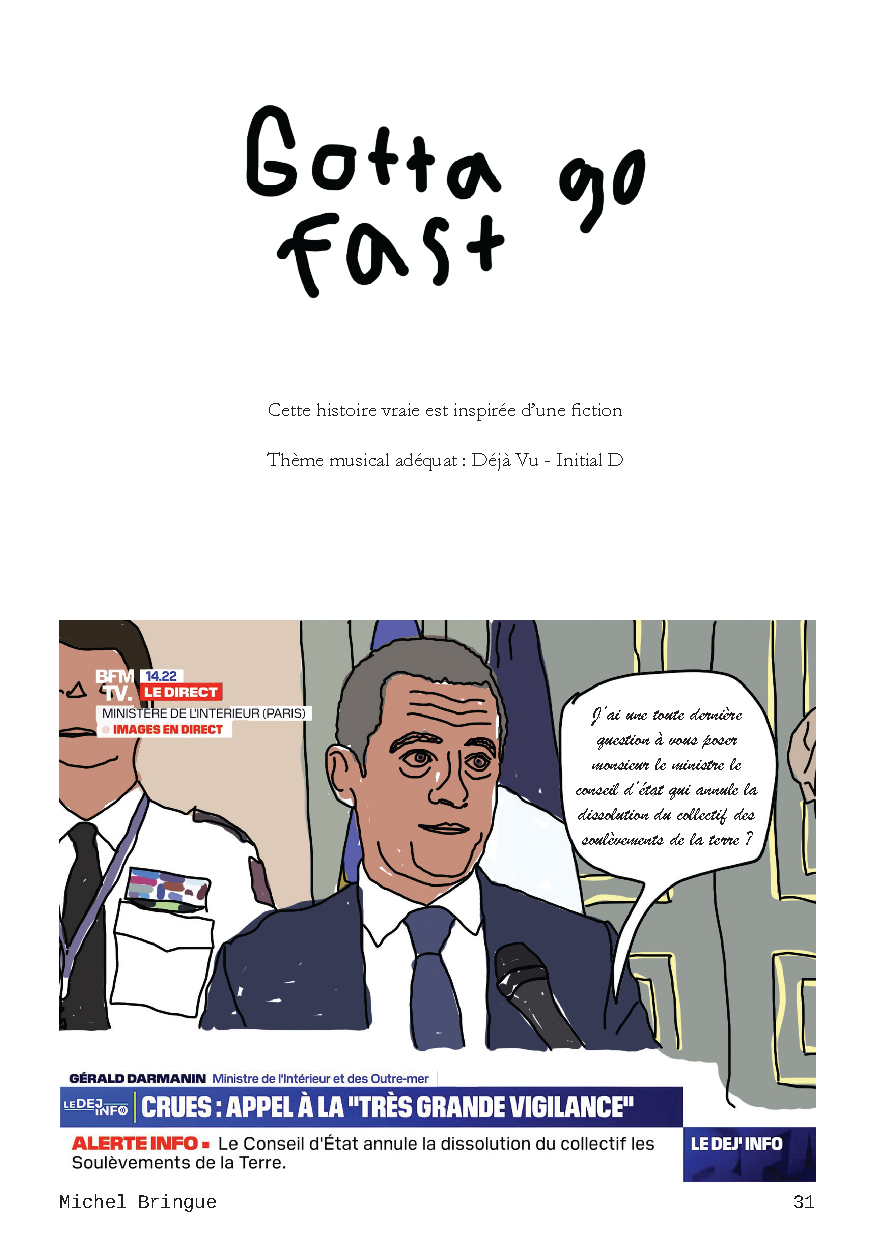 Gotta go
fast
Cette histoire vraie est inspirée d'une fiction
Thème musical adéquat : Déjà Vu - Initial D
BFM
TV.
14.22
LE DIRECT
MINISTÈRE DE L'INTERIEUR (PARIS)
IMAGES EN DIRECT
J'ai une toute dernière
question à vous poser
monsieur le ministre le
conseil d'état qui annule la
dissolution du collectif des
soulèvements de la terre ?
GÉRALD DARMANIN Ministre de l'Intérieur et des Outre-mer
LE DEJ
INFO
CRUES : APPEL À LA "TRÈS GRANDE VIGILANCE"
ALERTE INFO ▪ Le Conseil d'État annule la dissolution du collectif les
Soulèvements de la Terre.
LE DEJ' INFO
Michel Bringue
31